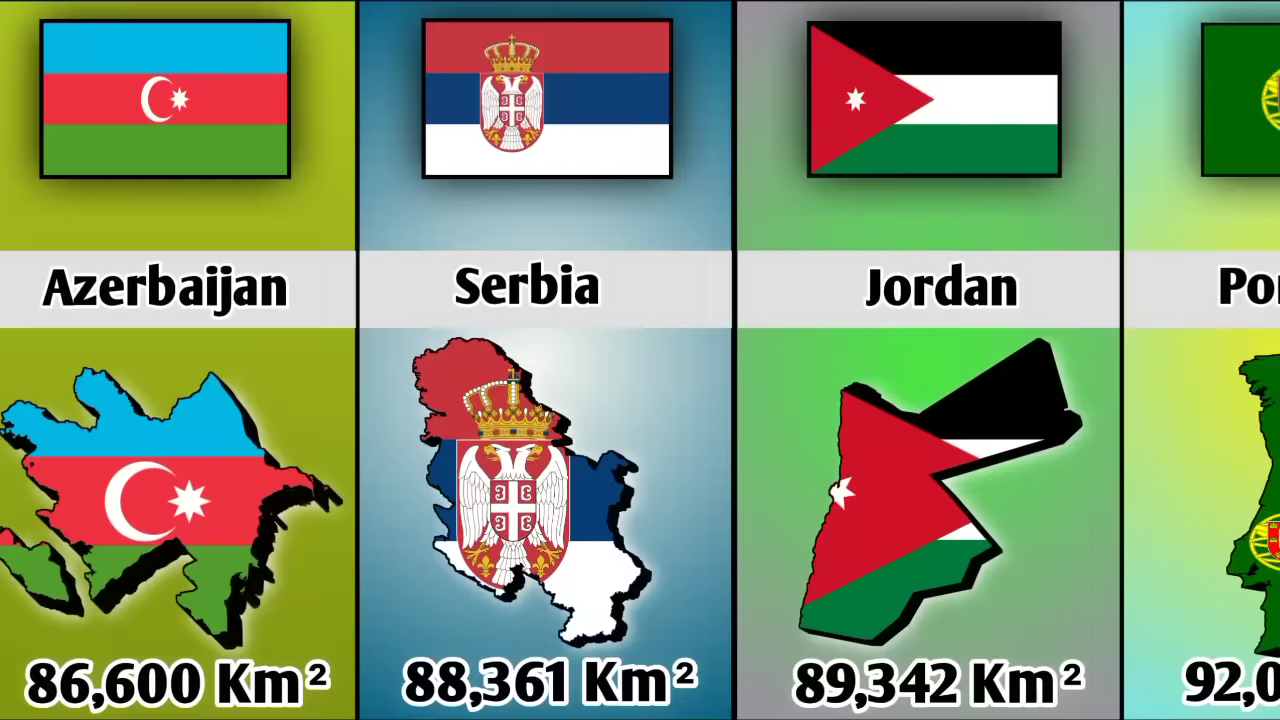 Azerbaijan
Serbia
Jordan
86,600 Km²
88,361 Km²
89,342 Km²